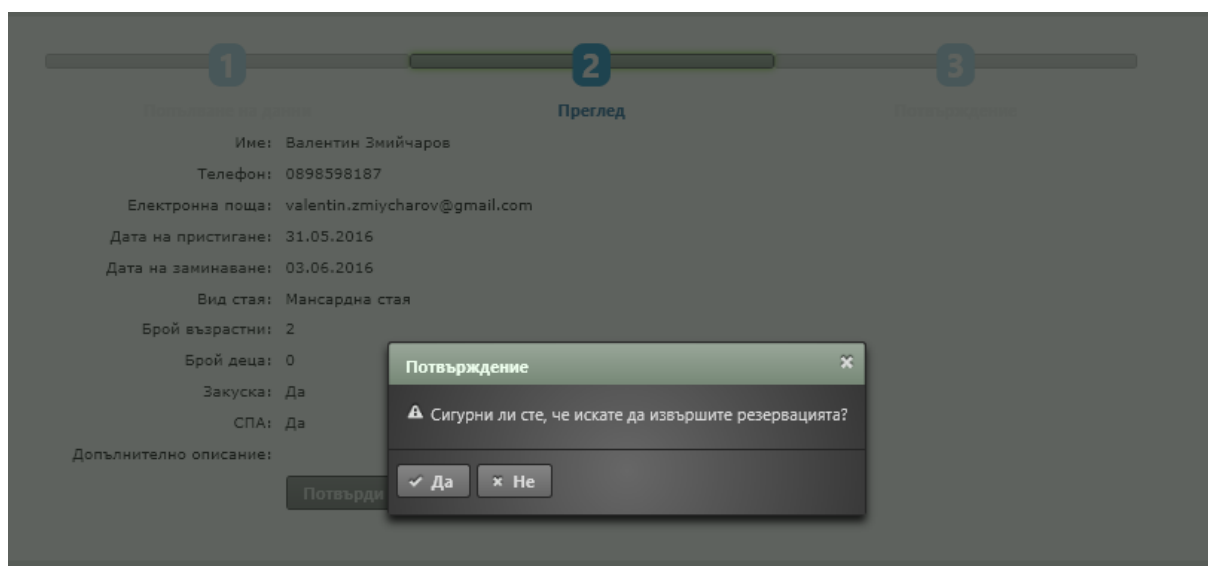 1
2
3
Преглед
Име: Валентин Змийчаров
Телефон: 0898598187
Електронна поща: valentin.zmiycharov@gmail.com
Дата на пристигане: 31.05.2016
Дата на заминаване: 03.06.2016
Вид стая: Мансардна стая
Брой възрастни: 2
Брой деца: 0
Закуска: Да
СПА: Да
Допълнително описание:
Потвърди
Потвърждение
Сигурни ли сте, че искате да извършите резервацията?
Да
Не